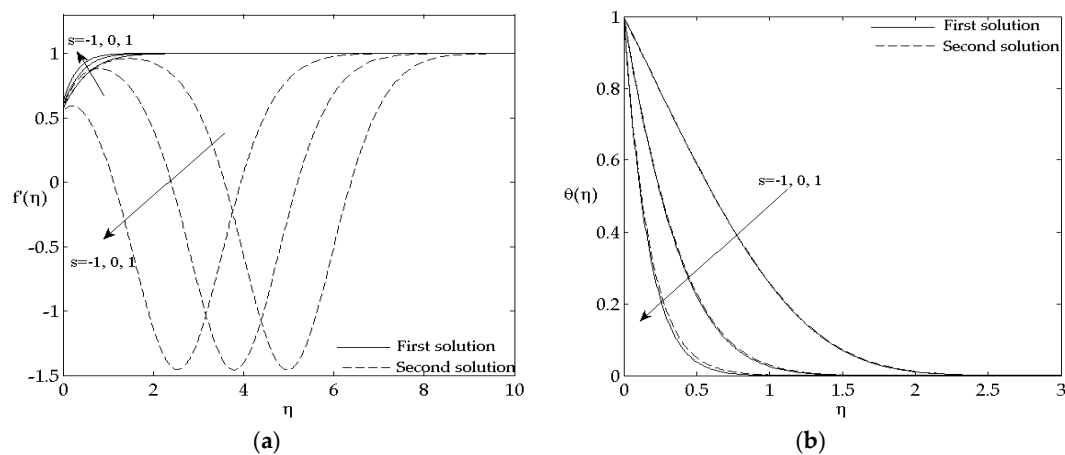 s=-1, 0, 1
1
0.5
0
-0.5
-1
-1.5
f'(η)
s=-1, 0, 1
First solution
Second solution
0
2
4
6
8
10
η
(a)
1
0.8
0.6
0.4
0.2
0
θ(η)
First solution
Second solution
s=-1, 0, 1
0
0.5
1
1.5
2
2.5
3
η
(b)